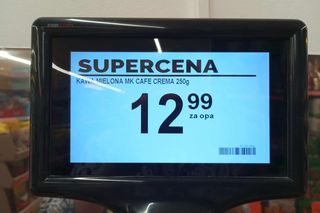 SUPERCENA
KAWA MIELONA MK CAFE CREMA 250g
12 99
za opa